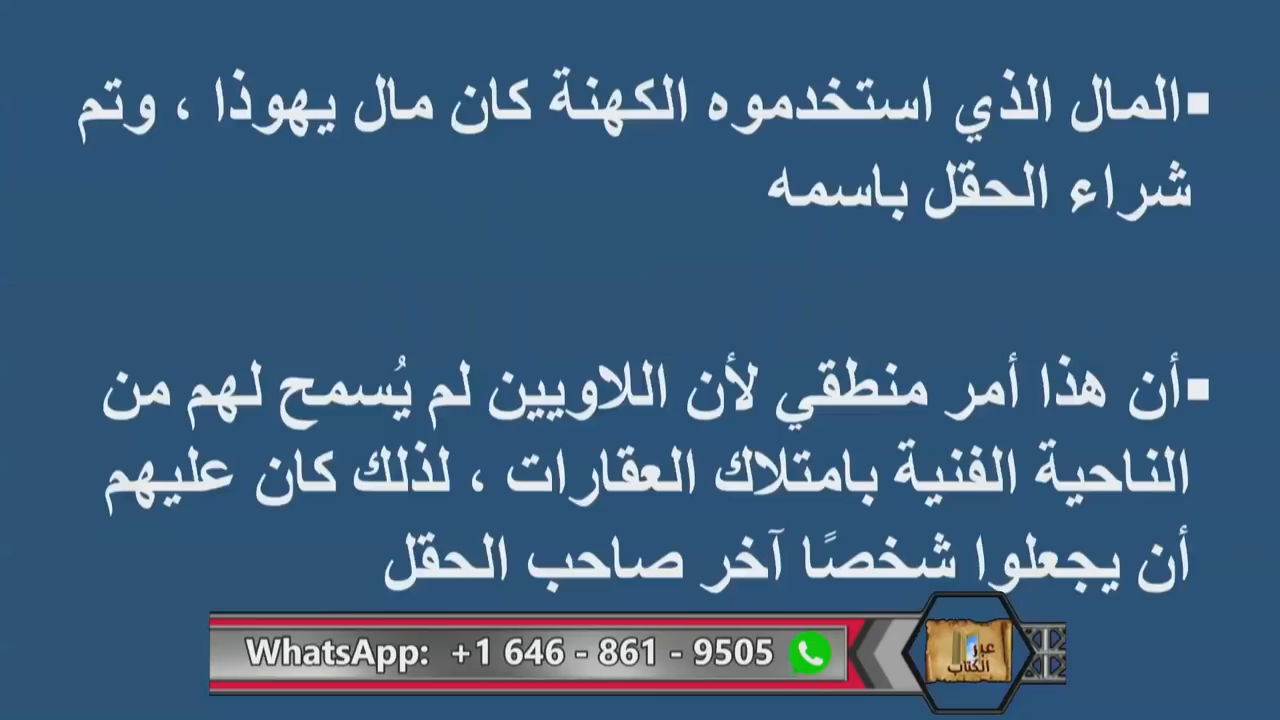 ▪المال الذي استخدموه الكهنة كان مال يهوذا ، وتم
شراء الحقل باسمه
▪أن هذا أمر منطقي لأن اللاويين لم يُسمح لهم من
الناحية الفنية بامتلاك العقارات ، لذلك كان عليهم
أن يجعلوا شخصًا آخر صاحب الحقل
WhatsApp: +1 646 - 861 - 9505
عبر
الكتاب